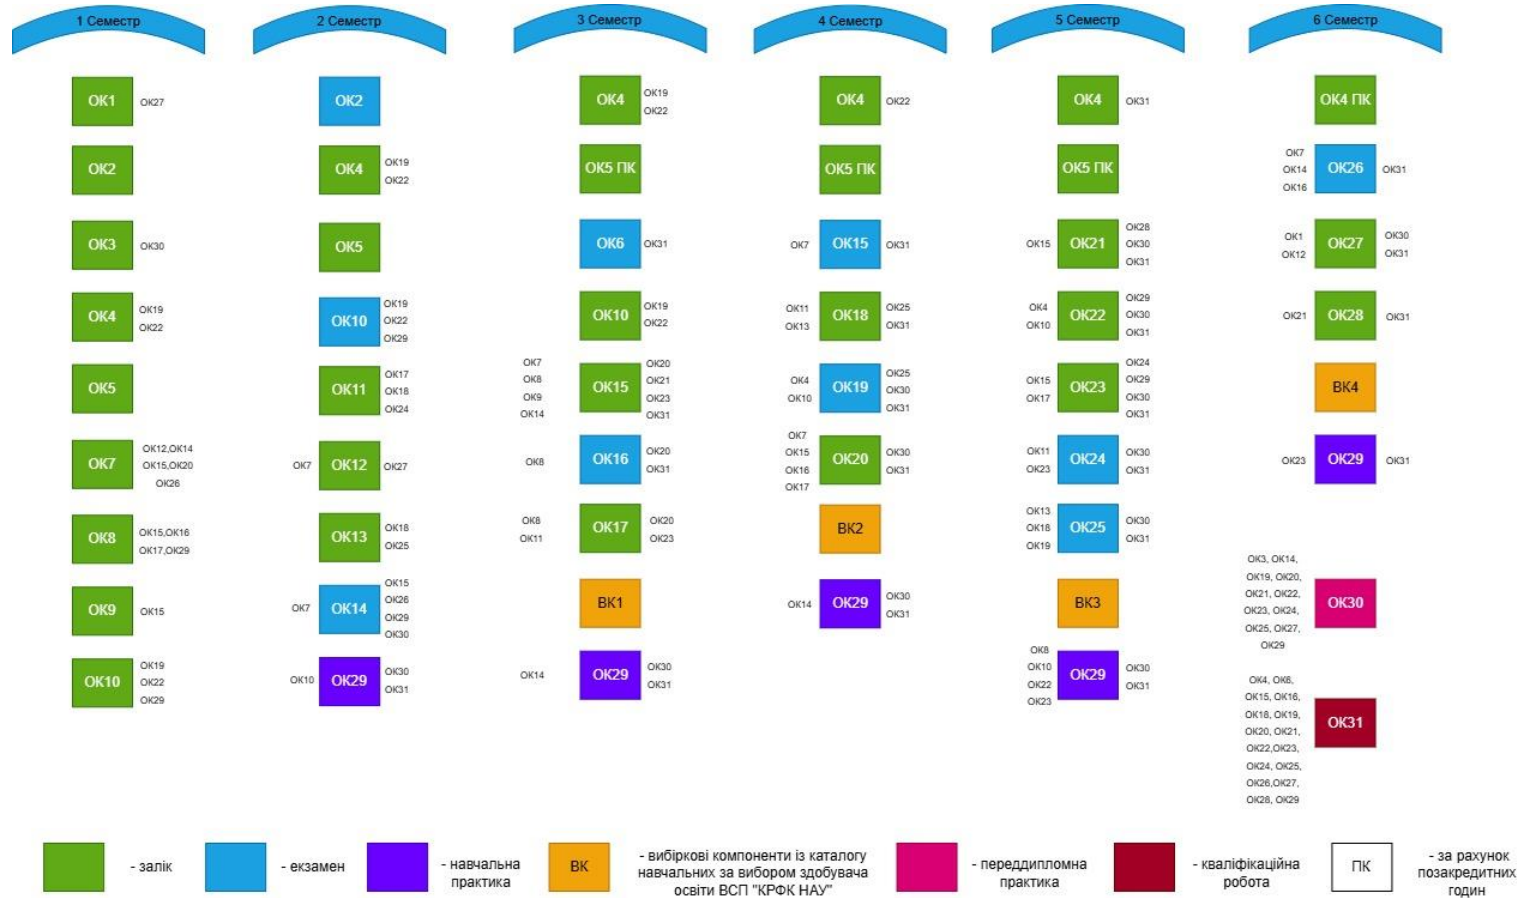 1 Семестр
ОК1
ОК27
ОК2
ОК3
ОК30
ОК4
ОК19
ОК22
ОК5
ОК7
ОК12,ОК14
ОК15,ОК20
ОК26
ОК8
ОК15,ОК16
ОК17,ОК29
ОК9
ОК15
ОК10
ОК19
ОК22
ОК29
2 Семестр
ОК2
ОК4
ОК19
ОК22
ОК5
ОК10
ОК19
ОК22
ОК29
ОК11
ОК17
ОК18
ОК24
ОК7
ОК12
ОК27
ОК13
ОК18
ОК25
ОК7
ОК14
ОК15
ОК26
ОК29
ОК30
ОК10
ОК29
ОК30
ОК31
3 Семестр
ОК4
ОК19
ОК22
ОК5 ПК
ОК6
ОК31
ОК10
ОК19
ОК22
ОК7
ОК8
ОК9
ОК14
ОК15
ОК20
ОК21
ОК23
ОК31
ОК8
ОК16
ОК20
ОК31
ОК8
ОК11
ОК17
ОК20
ОК23
ВК1
ОК14
ОК29
ОК30
ОК31
4 Семестр
ОК4
ОК22
ОК5 ПК
ОК7
ОК15
ОК31
ОК11
ОК13
ОК18
ОК25
ОК31
ОК4
ОК10
ОК19
ОК25
ОК30
ОК31
ОК7
ОК15
ОК16
ОК17
ОК20
ОК30
ОК31
ВК2
ОК14
ОК29
ОК30
ОК31
5 Семестр
ОК4
ОК31
ОК5 ПК
ОК15
ОК21
ОК28
ОК30
ОК31
ОК4
ОК10
ОК22
ОК29
ОК30
ОК31
ОК15
ОК17
ОК23
ОК24
ОК29
ОК30
ОК31
ОК11
ОК23
ОК24
ОК30
ОК31
ОК13
ОК18
ОК19
ОК25
ОК30
ОК31
ВК3
ОК8
ОК10
ОК22
ОК23
ОК29
ОК30
ОК31
6 Семестр
ОК4 ПК
ОК7
ОК14
ОК16
ОК26
ОК31
ОК1
ОК12
ОК27
ОК30
ОК31
ОК21
ОК28
ОК31
ВК4
ОК23
ОК29
ОК31
ОК3, ОК14,
ОК19, ОК20,
ОК21, ОК22,
ОК23, ОК24,
ОК25, ОК27,
ОК29
ОК30
ОК4, ОК6,
ОК15, ОК16,
ОК18, ОК19,
ОК20, ОК21,
ОК22,ОК23,
ОК24, ОК25,
ОК26,ОК27,
ОК28, ОК29
ОК31
- залік
- екзамен
- навчальна
практика
ВК
- вибіркові компоненти із каталогу
навчальних за вибором здобувача
освіти ВСП "КРФК НАУ"
- переддипломна
практика
- кваліфікаційна
робота
ПК
- за рахунок
позакредитних
годин